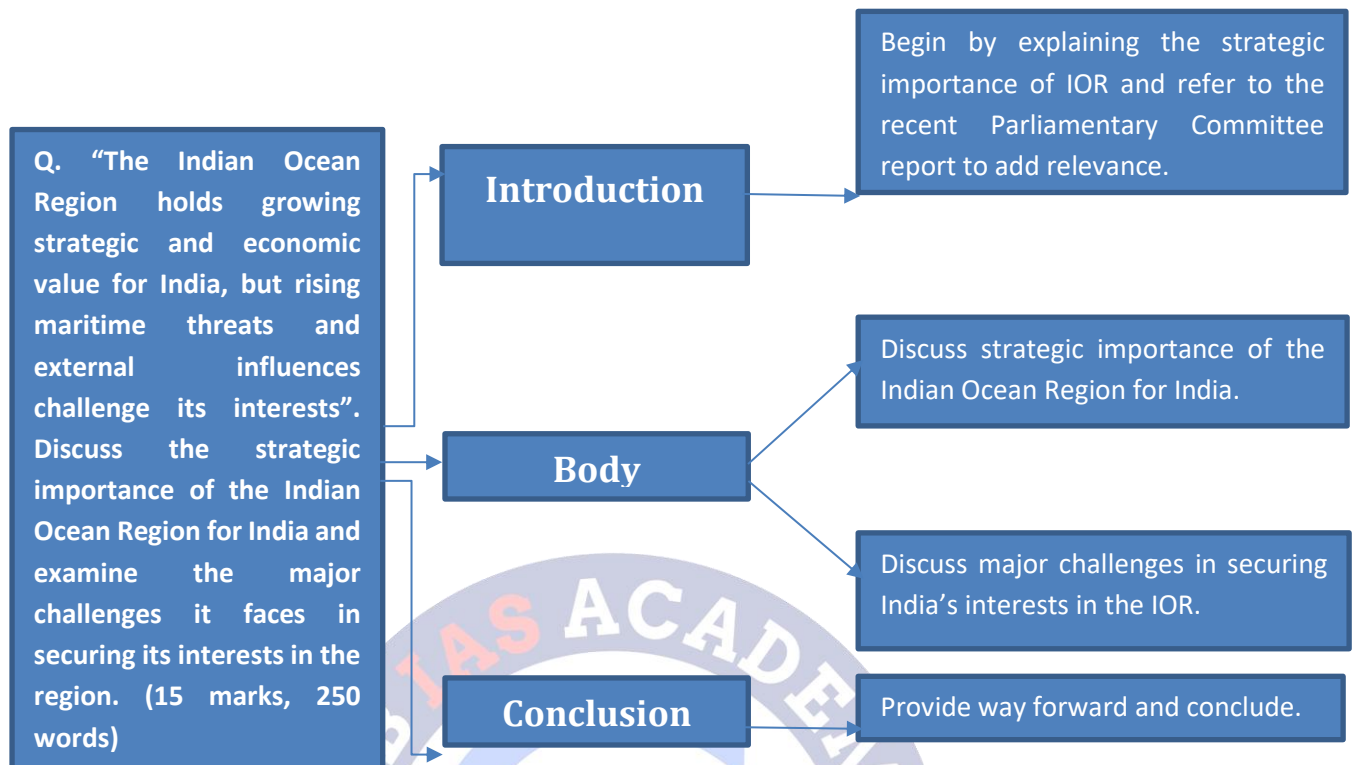 Q. “The Indian Ocean
Region holds growing
strategic and economic
value for India, but rising
maritime threats and
external influences
challenge its interests”.
Discuss the strategic
importance of the Indian
Ocean Region for India and
examine the major
challenges it faces in
securing its interests in the
region. (15 marks, 250
words)
Introduction
Begin by explaining the strategic
importance of IOR and refer to the
recent Parliamentary Committee
report to add relevance.
Body
Discuss strategic importance of the
Indian Ocean Region for India.
Discuss major challenges in securing
India’s interests in the IOR.
Conclusion
Provide way forward and conclude.
IAS ACADE